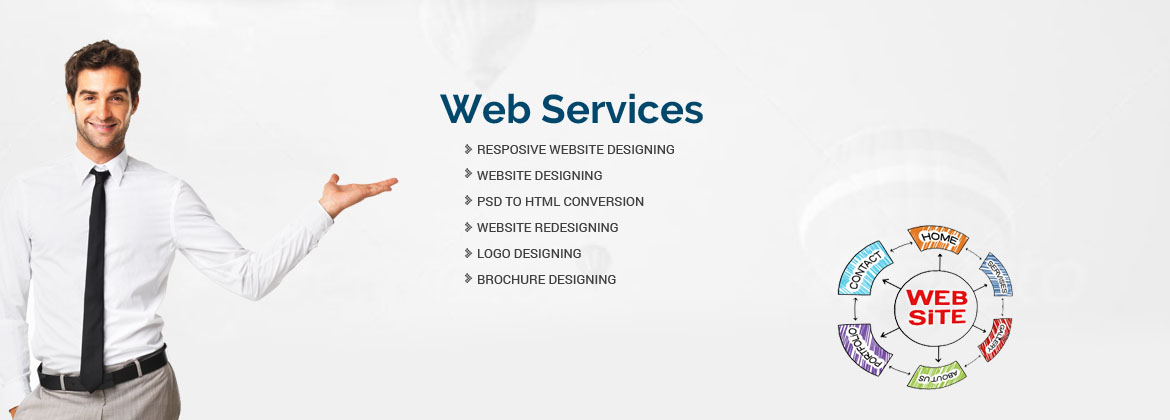 Web Services
RESPOSIVE WEBSITE DESIGNING
WEBSITE DESIGNING
PSD TO HTML CONVERSION
WEBSITE REDESIGNING
LOGO DESIGNING
BROCHURE DESIGNING
HOME
CONTACT
SERVICES
WEB
SiTE
GALLERY
PORTFOLIO
ABOUT US